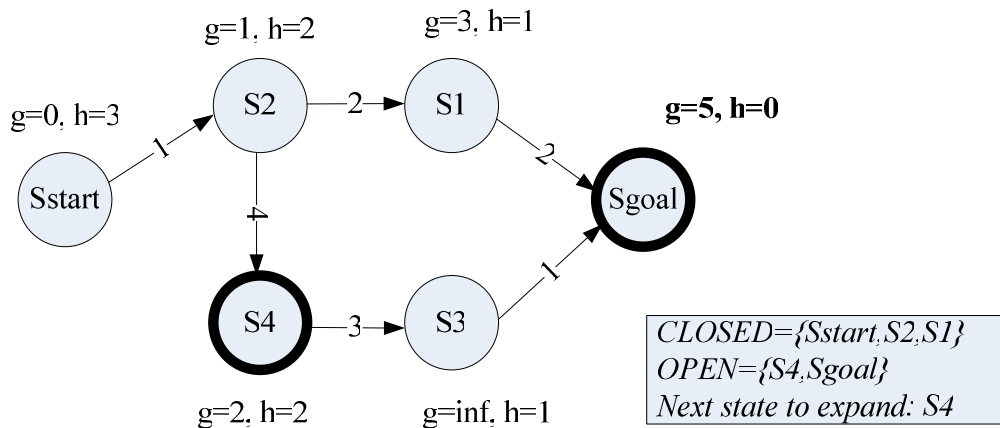 g=1, h=2
g=3, h=1
g=0, h=3
S2
2
S1
g=5, h=0
1
2
Sstart
Sgoal
4
1
S4
3
S3
g=2, h=2
g=inf, h=1
CLOSED={Sstart,S2,S1}
OPEN={S4,Sgoal}
Next state to expand: S4